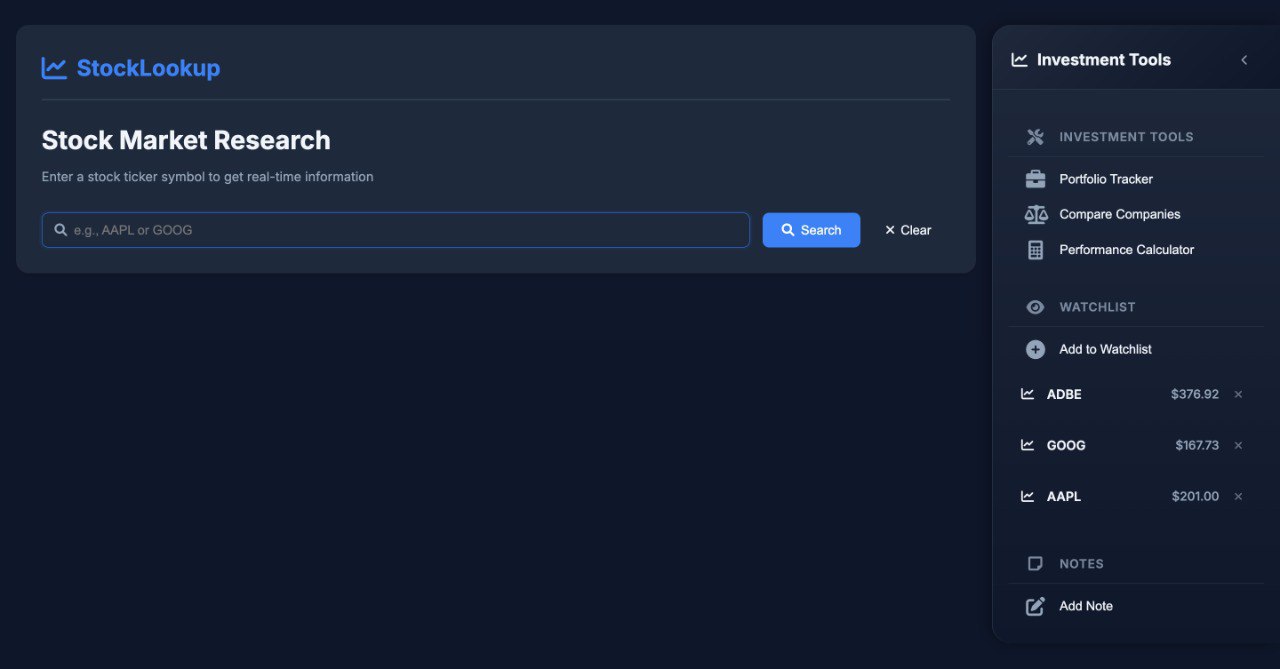 StockLookup
Stock Market Research
Enter a stock ticker symbol to get real-time information
e.g., AAPL or GOOG
Search
Clear
Investment Tools
INVESTMENT TOOLS
Portfolio Tracker
Compare Companies
Performance Calculator
WATCHLIST
Add to Watchlist
ADBE $376.92
GOOG $167.73
AAPL $201.00
NOTES
Add Note